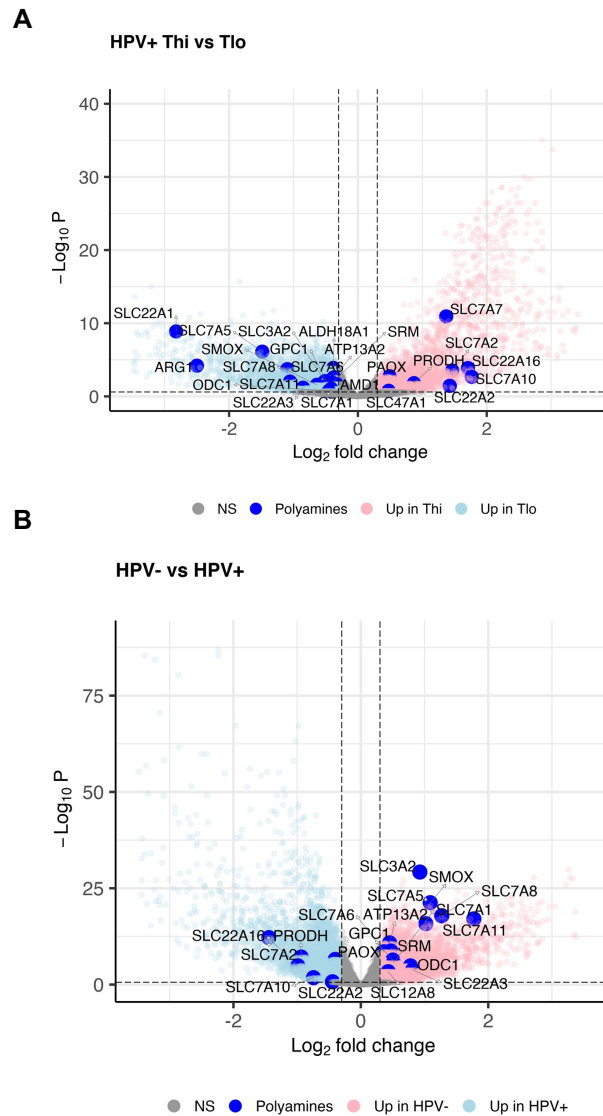 A
HPV+ Thi vs Tlo
40
30
20
10
0
−Log10 P
SLC22A1
SLC7A5 SLC3A2 ALDH18A1 SRM
SLC7A7
SMOX GPC1 ATP13A2
SLC7A2
ARG1 SLC7A8 SLC7A6 PAOX PRODH SLC22A16
ODC1 SLC7A11 AMD1 SLC7A10
SLC22A3 SLC7A1 SLC47A1 SLC22A2
-2 0 2
Log2 fold change
NS Polyamines Up in Thi Up in Tlo
B
HPV- vs HPV+
75
50
25
0
−Log10 P
SLC3A2
SMOX
SLC7A5 SLC7A8
SLC7A6 ATP13A2 SLC7A1
SLC22A16 PRODH GPC1 SLC7A11
SLC7A2 PAOX SRM
ODC1
SLC7A10 SLC22A2 SLC12A8 SLC22A3
-2 0 2
Log2 fold change
NS Polyamines Up in HPV- Up in HPV+